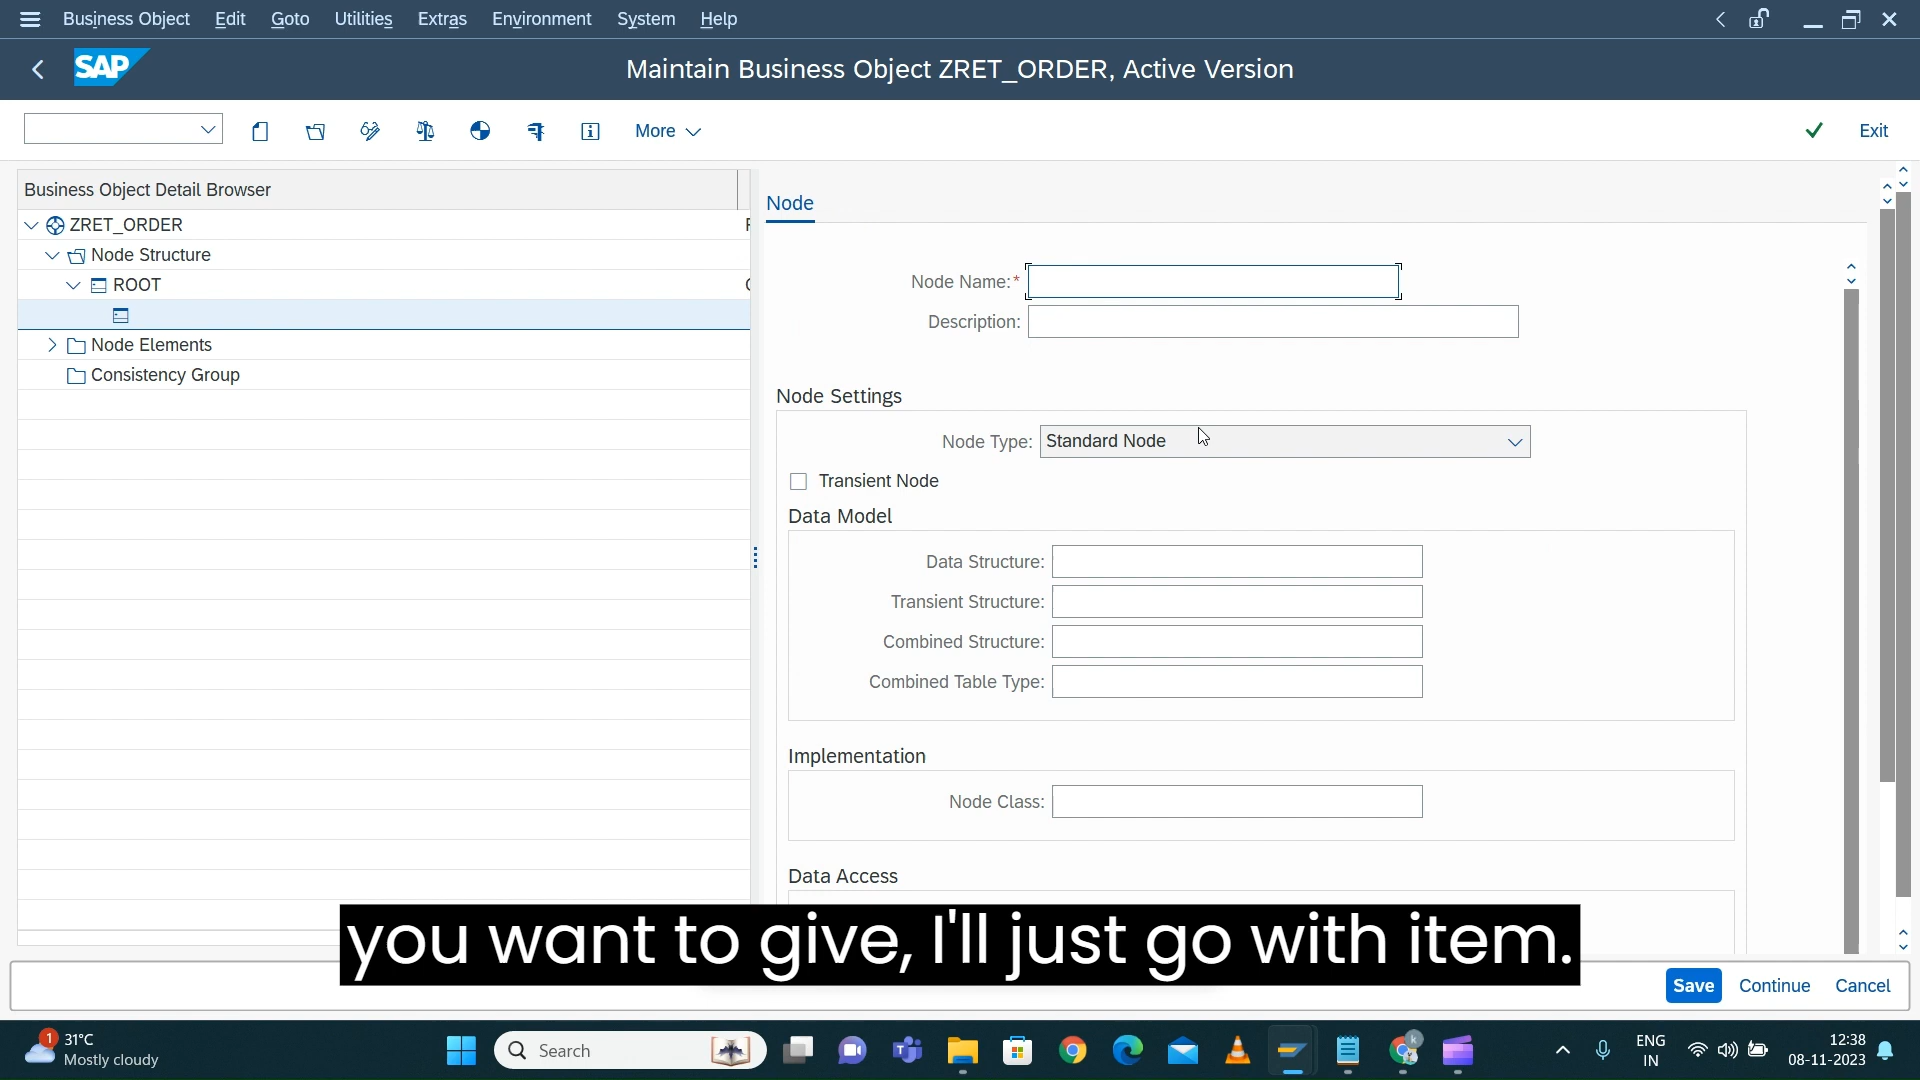 Business Object Edit Goto Utilities Extras Environment System Help
SAP Maintain Business Object ZRET_ORDER, Active Version
More Exit
Business Object Detail Browser
ZRET_ORDER
Node Structure
ROOT
Node Elements
Consistency Group
Node
Node Name:*
Description:
Node Settings
Node Type: Standard Node
Transient Node
Data Model
Data Structure:
Transient Structure:
Combined Structure:
Combined Table Type:
Implementation
Node Class:
Data Access
you want to give, I'll just go with item.
Save Continue Cancel
1 31°C
Mostly cloudy
Search
ENG
IN
12:38
08-11-2023